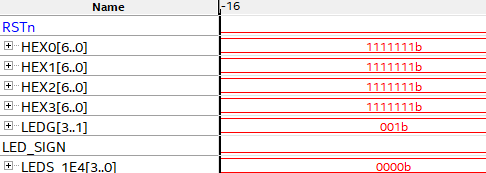 Name -16
RSTn
HEX0[6..0] 1111111b
HEX1[6..0] 1111111b
HEX2[6..0] 1111111b
HEX3[6..0] 1111111b
LEDG[3..1] 001b
LED_SIGN
LEDS_1E4[3..0] 0000b